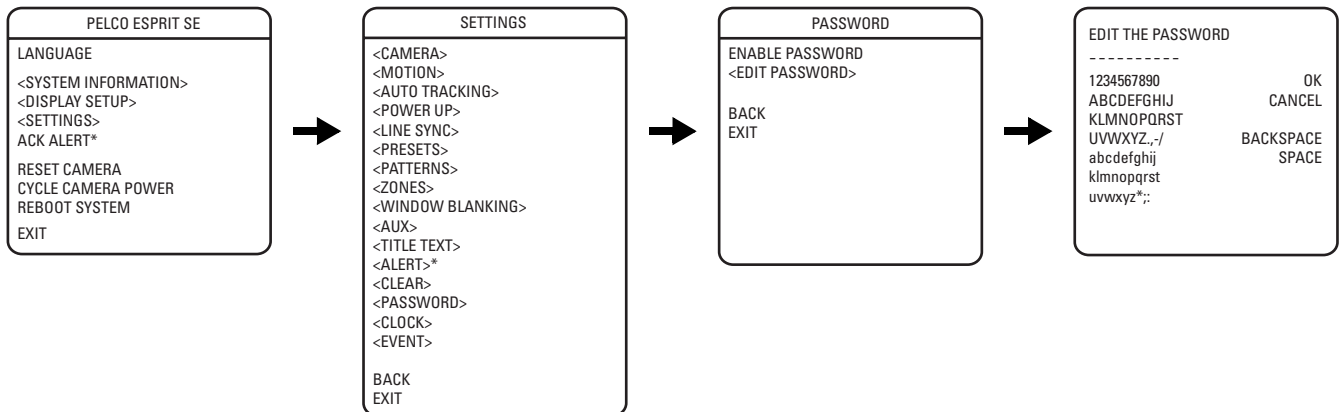 PELCO ESPRIT SE
LANGUAGE
<SYSTEM INFORMATION>
<DISPLAY SETUP>
<SETTINGS>
ACK ALERT*
RESET CAMERA
CYCLE CAMERA POWER
REBOOT SYSTEM
EXIT
SETTINGS
<CAMERA>
<MOTION>
<AUTO TRACKING>
<POWER UP>
<LINE SYNC>
<PRESETS>
<PATTERNS>
<ZONES>
<WINDOW BLANKING>
<AUX>
<TITLE TEXT>
<ALERT>*
<CLEAR>
<PASSWORD>
<CLOCK>
<EVENT>
BACK
EXIT
PASSWORD
ENABLE PASSWORD
<EDIT PASSWORD>
BACK
EXIT
EDIT THE PASSWORD
----------
1234567890 OK
ABCDEFGHIJ CANCEL
KLMNOPQRST
UVWXYZ.,-/ BACKSPACE
abcdefghij SPACE
klmnopqrst
uvwxyz*;: